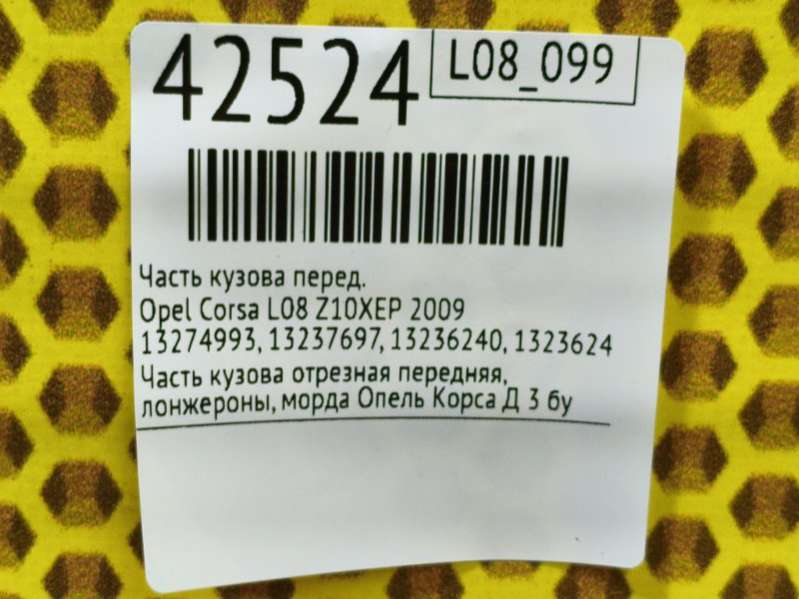 42524
L08_099
Часть кузова перед.
Opel Corsa L08 Z10XEP 2009
13274993, 13237697, 13236240, 1323624
Часть кузова отрезная передняя,
лонжероны, морда Опель Корса Д 3 бу